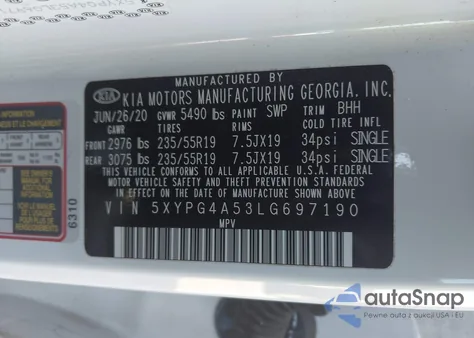 MANUFACTURED BY
KIA KIA MOTORS MANUFACTURING GEORGIA, INC.
JUN/26/20 GVWR 5490 lbs PAINT SWP TRIM BHH
GAWR TIRES RIMS COLD TIRE INFL
FRONT 2976 lbs 235/55R19 7.5JX19 34psi SINGLE
REAR 3075 lbs 235/55R19 7.5JX19 34psi SINGLE
THIS VEHICLE CONFORMS TO ALL APPLICABLE U.S.A. FEDERAL
MOTOR VEHICLE SAFETY STANDARDS IN EFFECT ON THE DATE OF
MANUFACTURE SHOWN ABOVE.
VIN 5XYPG4A53LG697190
MPV
6310
autoSnap
Pewne auta z aukcji USA i EU